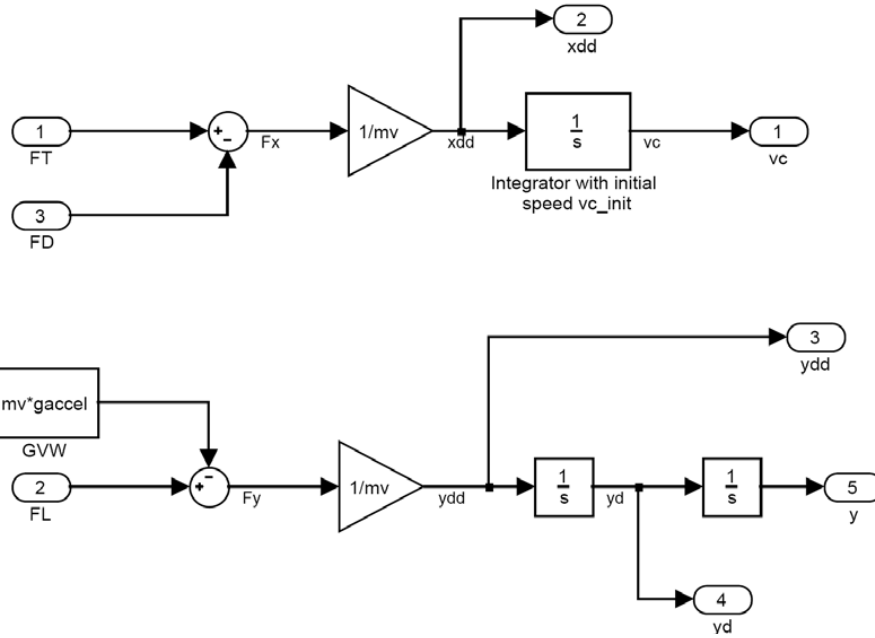 2
xdd
1
FT
+
-
Fx
1/mv
xdd
1
s
vc
1
vc
Integrator with initial
speed vc_init
3
FD
3
ydd
mv*gaccel
GVW
2
FL
-
+
Fy
1/mv
ydd
1
s
yd
1
s
5
y
4
yd